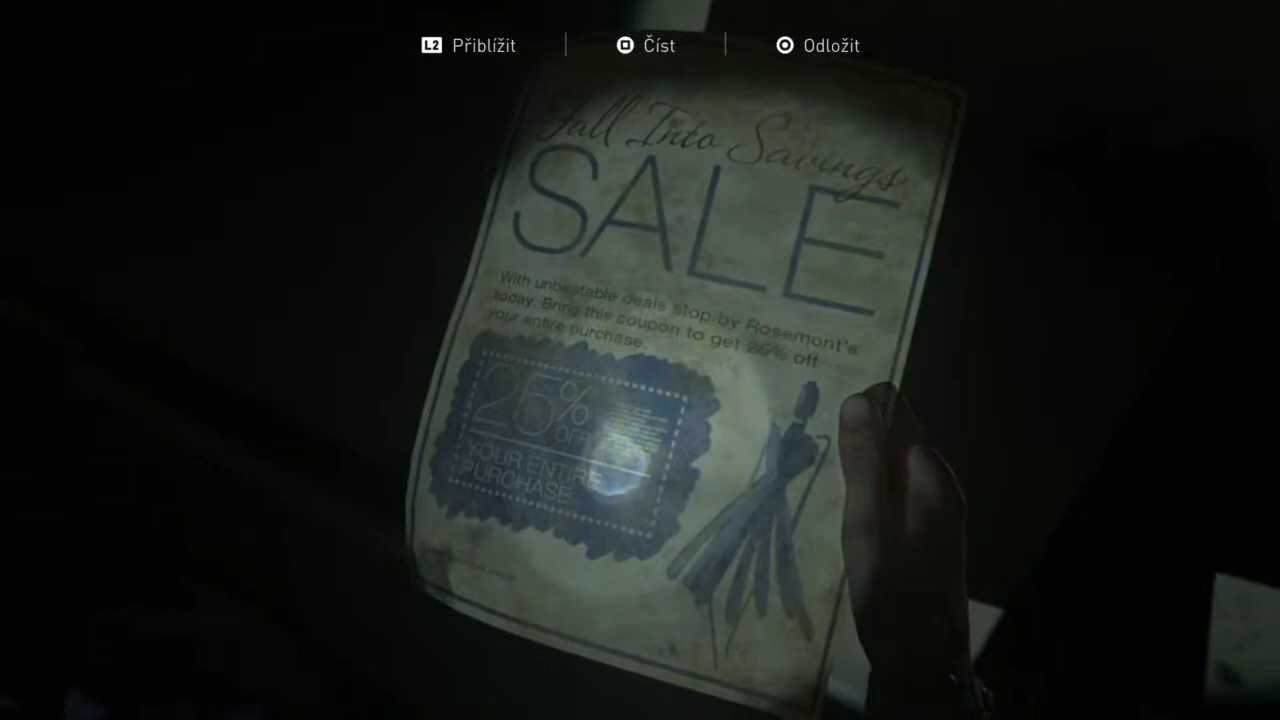 L2 Přiblížit
Číst
Odložit
Fall Into Savings
SALE
With unbeatable deals stop by Rosemont's
today. Bring this coupon to get 25% off
your entire purchase.
25%
OFF
YOUR ENTIRE
PURCHASE